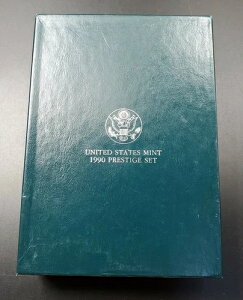 UNITED STATES MINT
1990 PRESTIGE SET